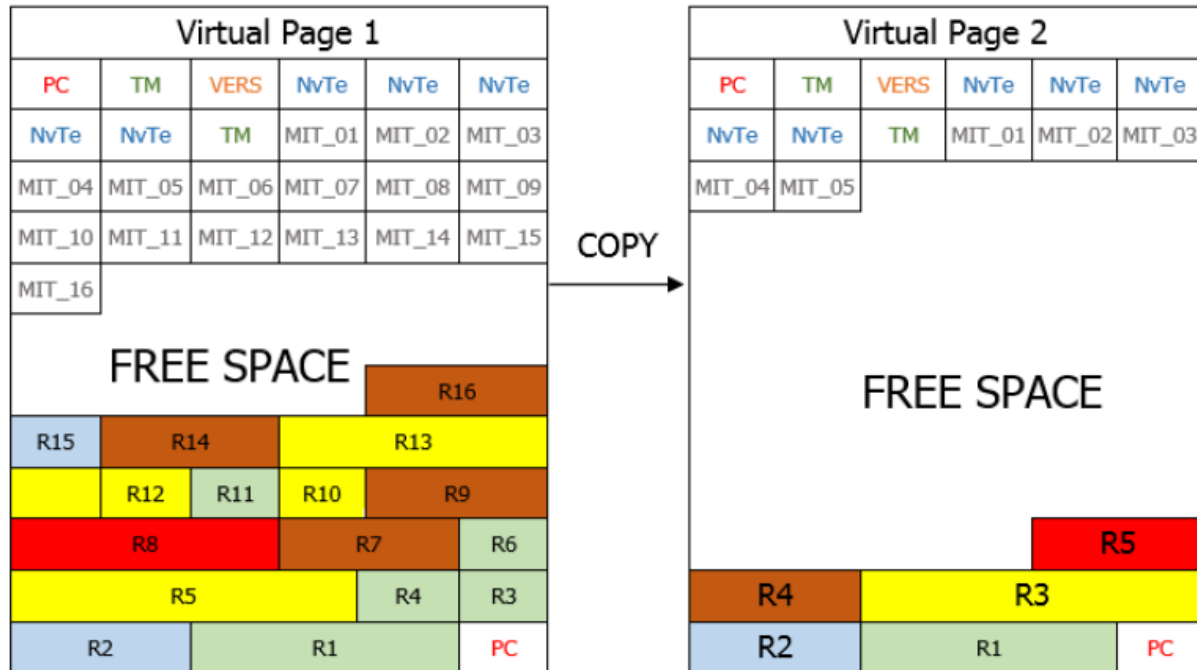 Virtual Page 1
PC TM VERS NvTe NvTe NvTe
NvTe NvTe TM MIT_01 MIT_02 MIT_03
MIT_04 MIT_05 MIT_06 MIT_07 MIT_08 MIT_09
MIT_10 MIT_11 MIT_12 MIT_13 MIT_14 MIT_15
MIT_16
FREE SPACE
R16
R15 R14 R13
R12 R11 R10 R9
R8 R7 R6
R5 R4 R3
R2 R1 PC
COPY
Virtual Page 2
PC TM VERS NvTe NvTe NvTe
NvTe NvTe TM MIT_01 MIT_02 MIT_03
MIT_04 MIT_05
FREE SPACE
R5
R4 R3
R2 R1 PC